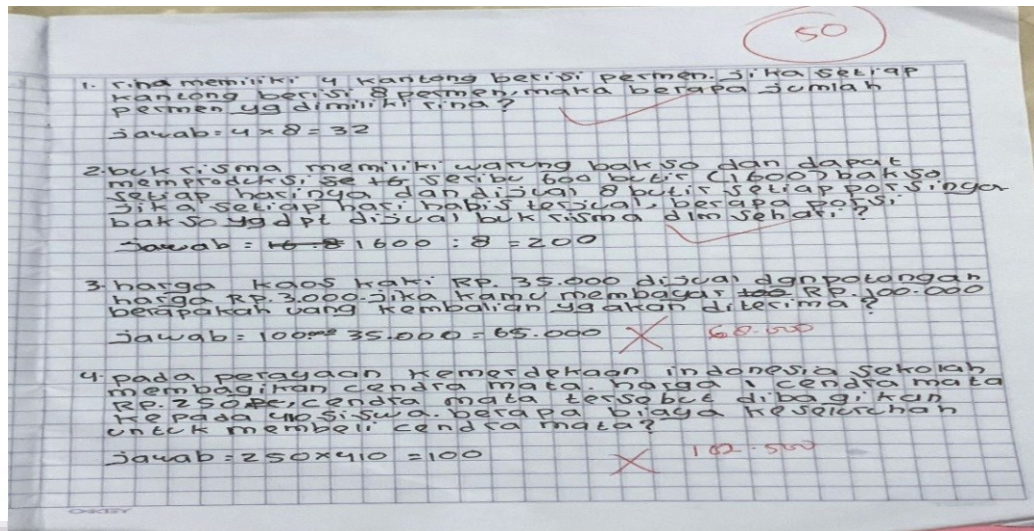 50
1. rina memiliki 4 kantong berisi permen. Jika setiap
kantong berisi 8 permen, maka berapa jumlah
permen yg dimiliki rina?
jawab = 4 x 8 = 32
2. buk risma memiliki warung bakso dan dapat
memproduksi seribu 600 butir (1600) bakso
setiap harinya dan dijual 8 butir setiap porsinya
jika setiap hari habis terjual, berapa porsi
bakso yg dpt dijual buk risma dlm sehari?
jawab = 1600 : 8 = 200
3. harga kaos kaki RP. 35.000 dijual dgn potongan
harga RP. 3.000. Jika kamu membayar RP 100.000
berapakah uang kembalian yg akan diterima?
jawab = 100 35.000 = 65.000 68.000
4. pada perayaan kemerdekaan indonesia sekolah
membagikan cendra mata. harga 1 cendra mata
RP. 250, cendra mata tersebut dibagikan
kepada 410 siswa. berapa biaya keseluruhan
untuk membeli cendra mata?
jawab = 250 x 410 = 100 102.500